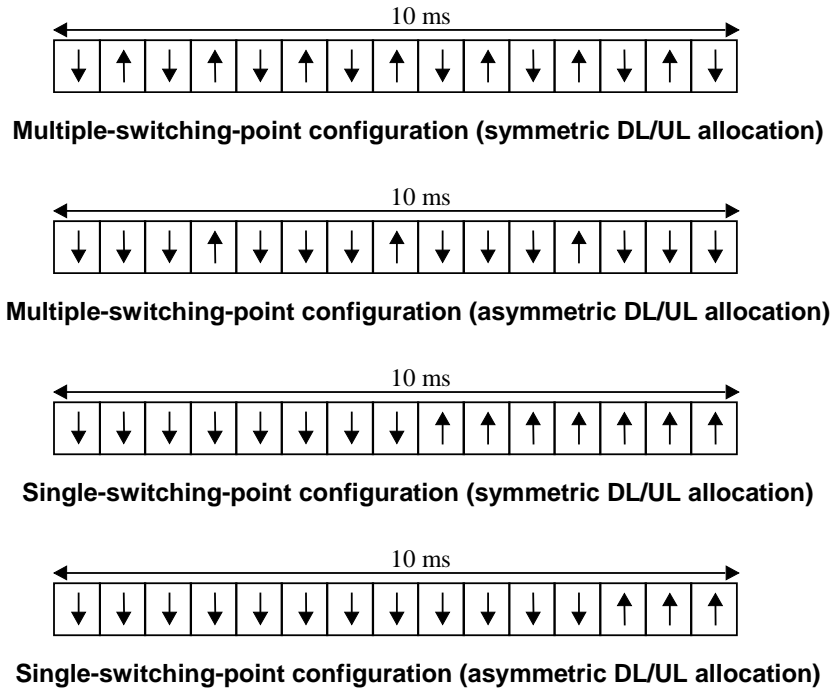 10 ms
Multiple-switching-point configuration (symmetric DL/UL allocation)
10 ms
Multiple-switching-point configuration (asymmetric DL/UL allocation)
10 ms
Single-switching-point configuration (symmetric DL/UL allocation)
10 ms
Single-switching-point configuration (asymmetric DL/UL allocation)